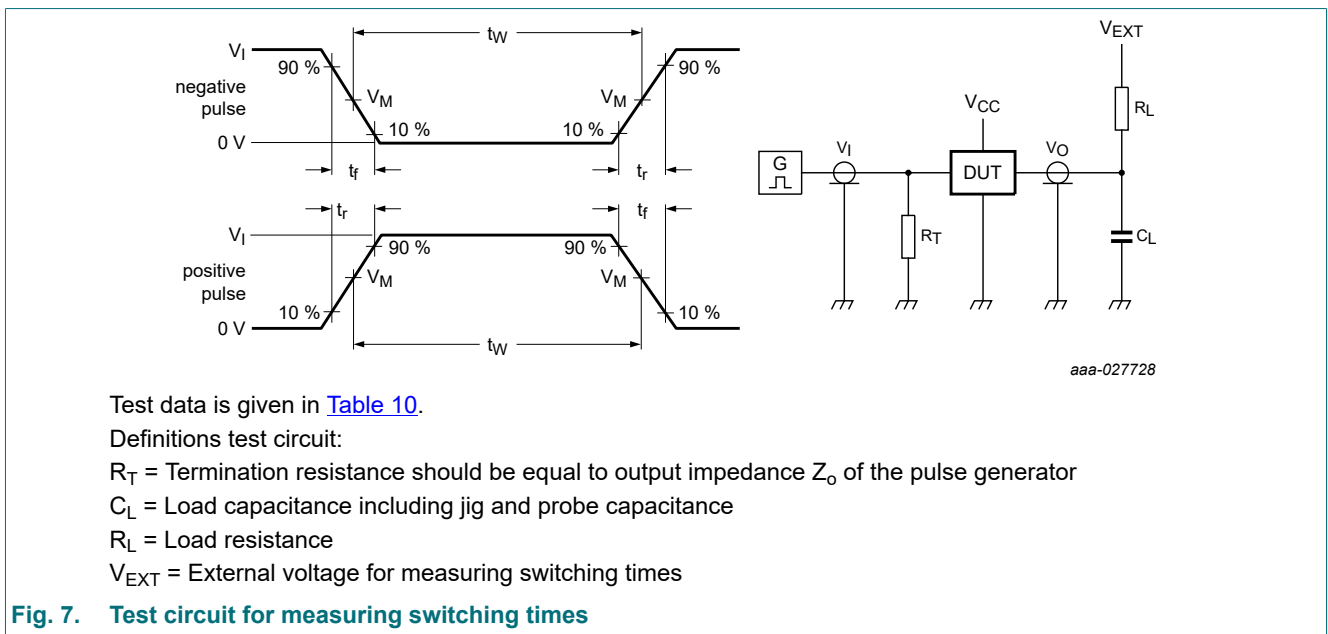 tW
VI
90 %
90 %
negative
pulse
VM
VM
10 %
10 %
0 V
tf
tr
tr
tf
VI
90 %
90 %
positive
pulse
VM
VM
10 %
10 %
0 V
tW
VEXT
RL
VCC
G
VI
DUT
VO
RT
CL
aaa-027728
Test data is given in Table 10.
Definitions test circuit:
RT = Termination resistance should be equal to output impedance Zo of the pulse generator
CL = Load capacitance including jig and probe capacitance
RL = Load resistance
VEXT = External voltage for measuring switching times
Fig. 7. Test circuit for measuring switching times